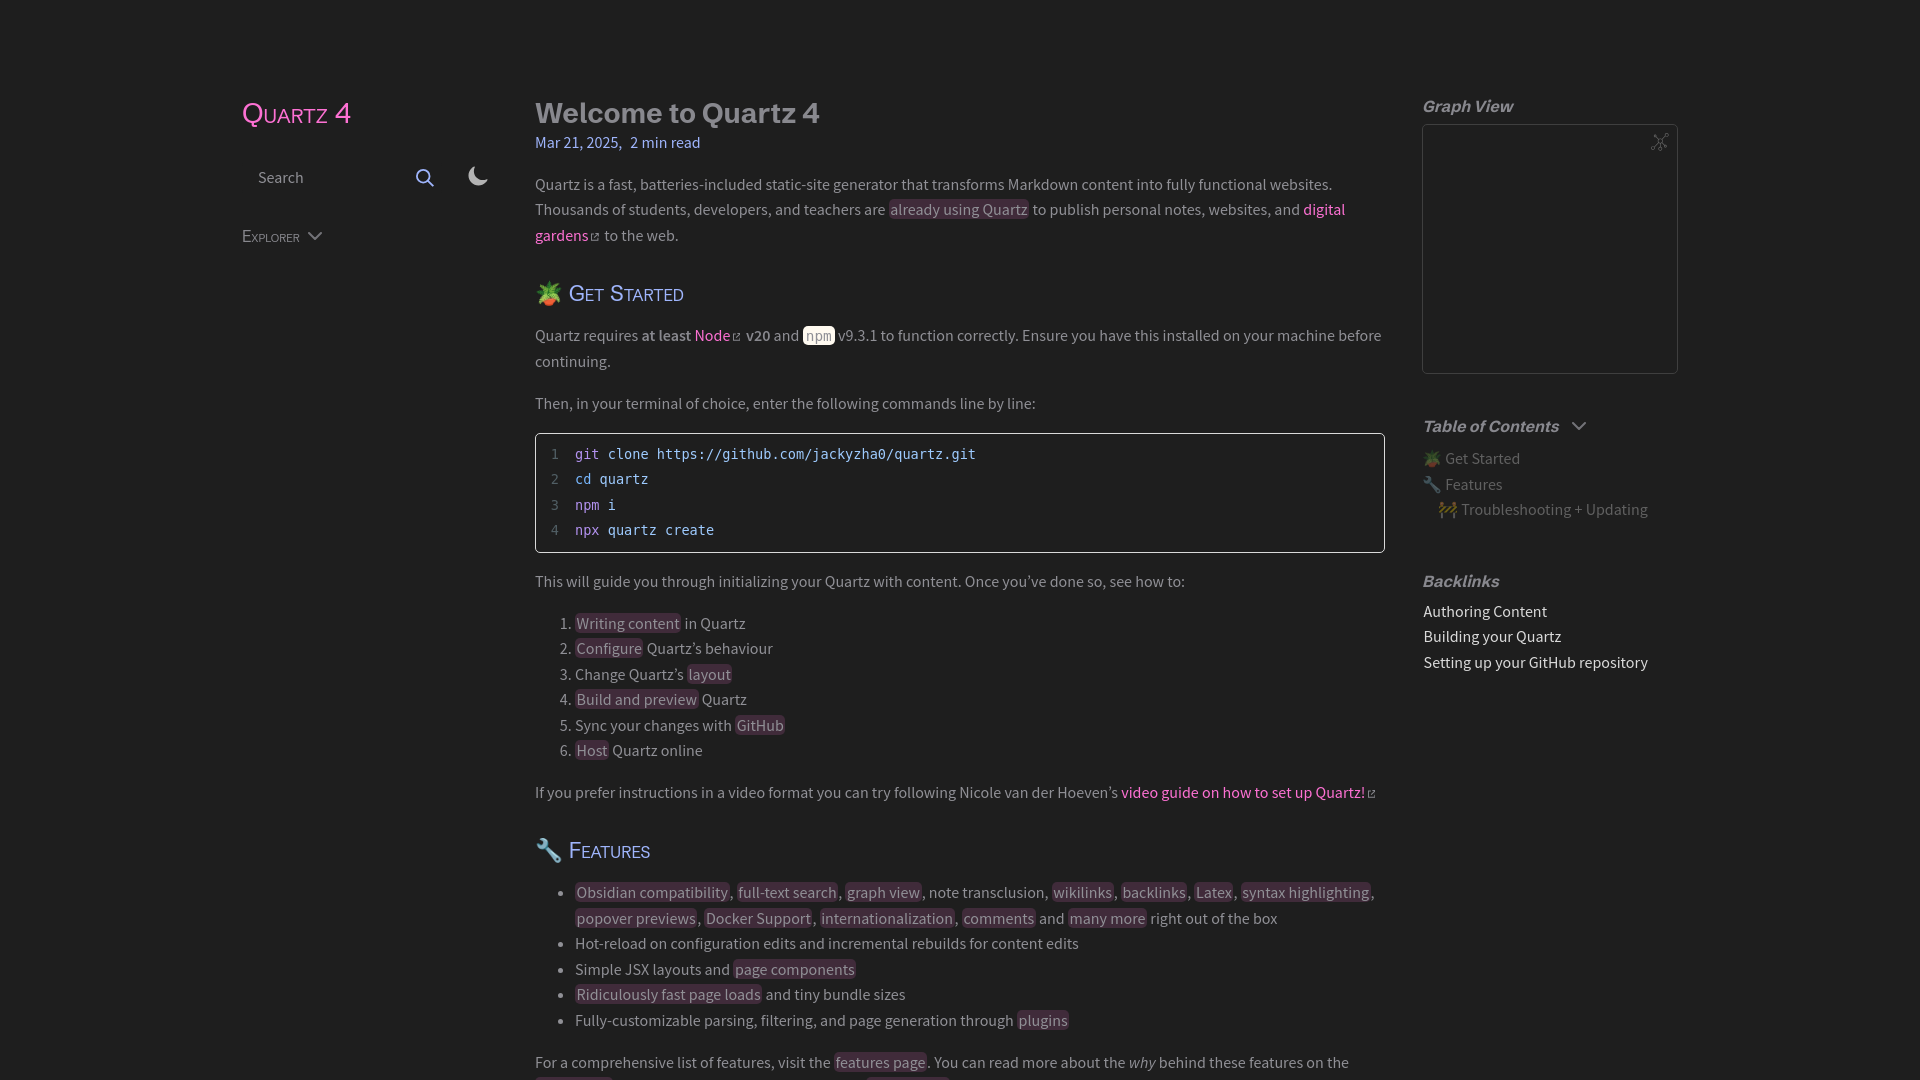 Quartz 4
Search
Explorer
Welcome to Quartz 4
Mar 21, 2025, 2 min read
Quartz is a fast, batteries-included static-site generator that transforms Markdown content into fully functional websites.
Thousands of students, developers, and teachers are already using Quartz to publish personal notes, websites, and digital
gardens to the web.
🪴 Get Started
Quartz requires at least Node v20 and npm v9.3.1 to function correctly. Ensure you have this installed on your machine before
continuing.
Then, in your terminal of choice, enter the following commands line by line:
1 git clone https://github.com/jackyzha0/quartz.git
2 cd quartz
3 npm i
4 npx quartz create
This will guide you through initializing your Quartz with content. Once you’ve done so, see how to:
1. Writing content in Quartz
2. Configure Quartz’s behaviour
3. Change Quartz’s layout
4. Build and preview Quartz
5. Sync your changes with GitHub
6. Host Quartz online
If you prefer instructions in a video format you can try following Nicole van der Hoeven’s video guide on how to set up Quartz!
🔧 Features
• Obsidian compatibility, full-text search, graph view, note transclusion, wikilinks, backlinks, Latex, syntax highlighting,
popover previews, Docker Support, internationalization, comments and many more right out of the box
• Hot-reload on configuration edits and incremental rebuilds for content edits
• Simple JSX layouts and page components
• Ridiculously fast page loads and tiny bundle sizes
• Fully-customizable parsing, filtering, and page generation through plugins
For a comprehensive list of features, visit the features page. You can read more about the why behind these features on the
Graph View
Table of Contents
🪴 Get Started
🔧 Features
🚧 Troubleshooting + Updating
Backlinks
Authoring Content
Building your Quartz
Setting up your GitHub repository